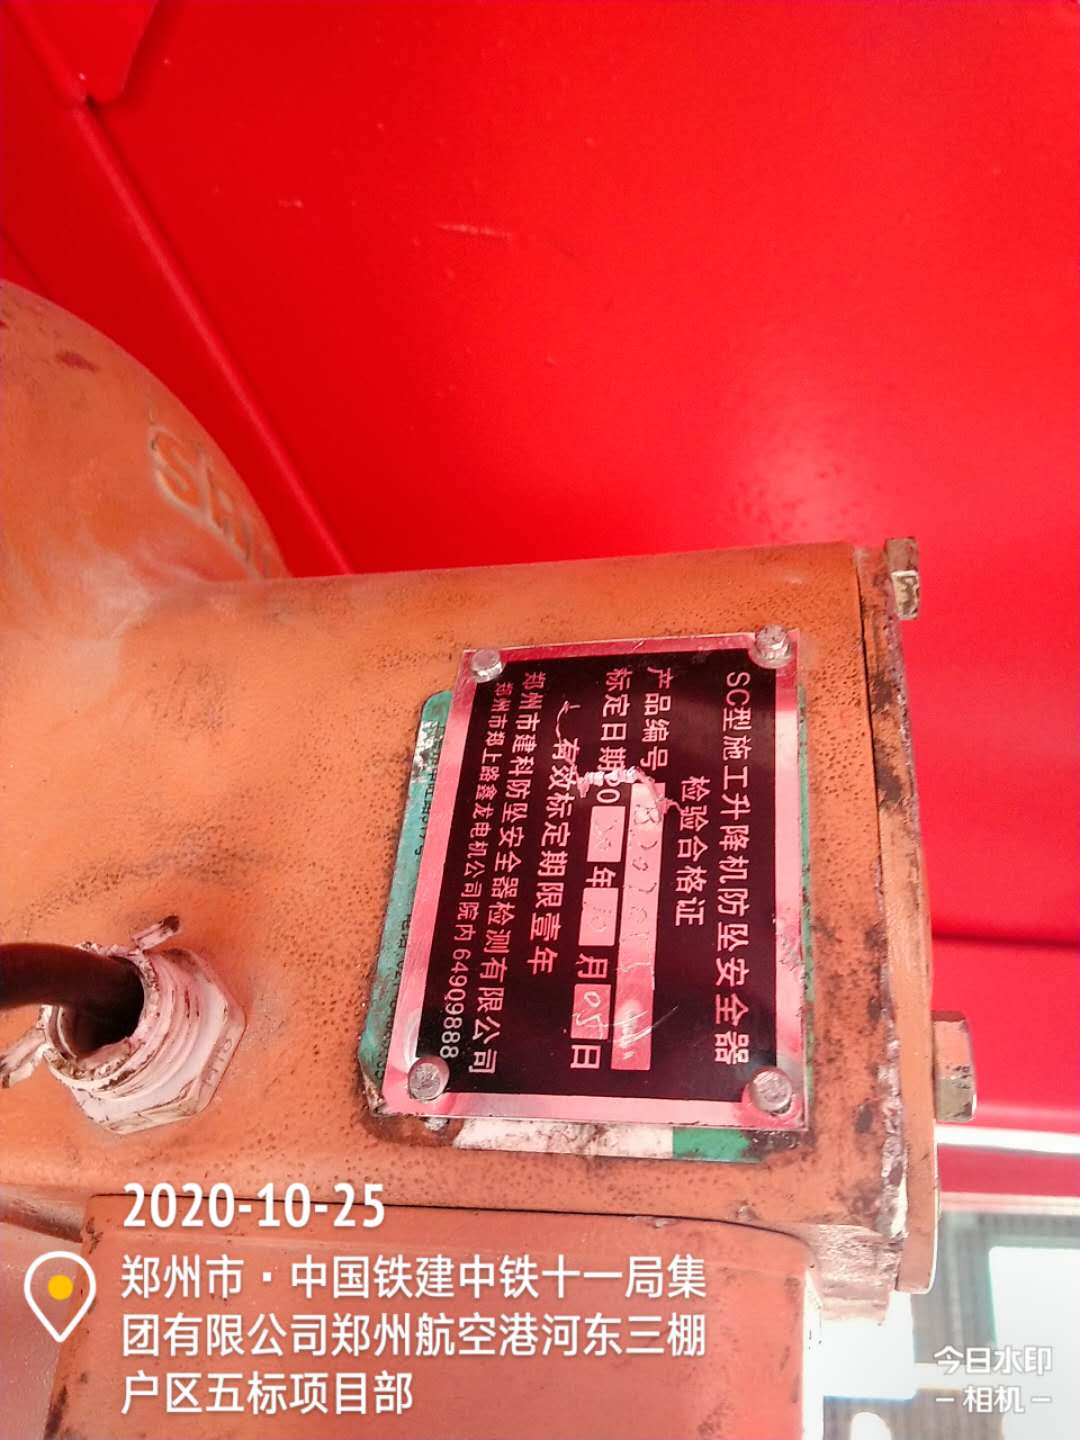 SC型施工升降机防坠安全器
检验合格证
产品编号
标定日期20 年 月05日
有效标定期限壹年
郑州市建科防坠安全器检测有限公司
郑州市郑上路鑫龙电机公司院内 64909888
2020-10-25
郑州市·中国铁建中铁十一局集
团有限公司郑州航空港河东三棚
户区五标项目部
今日水印
相机